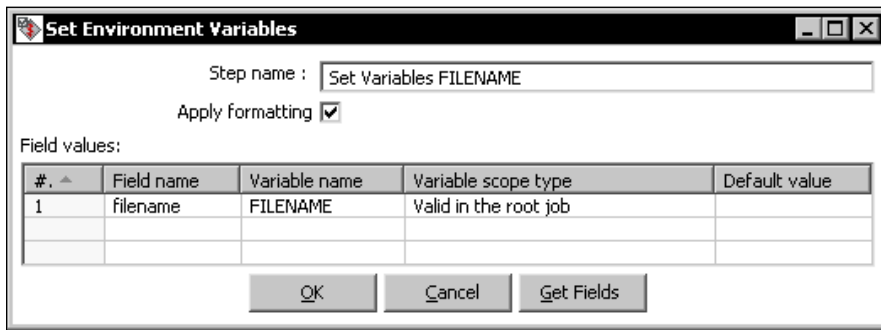 Set Environment Variables
Step name : Set Variables FILENAME
Apply formatting
Field values:
#. Field name Variable name Variable scope type Default value
1 filename FILENAME Valid in the root job
OK Cancel Get Fields